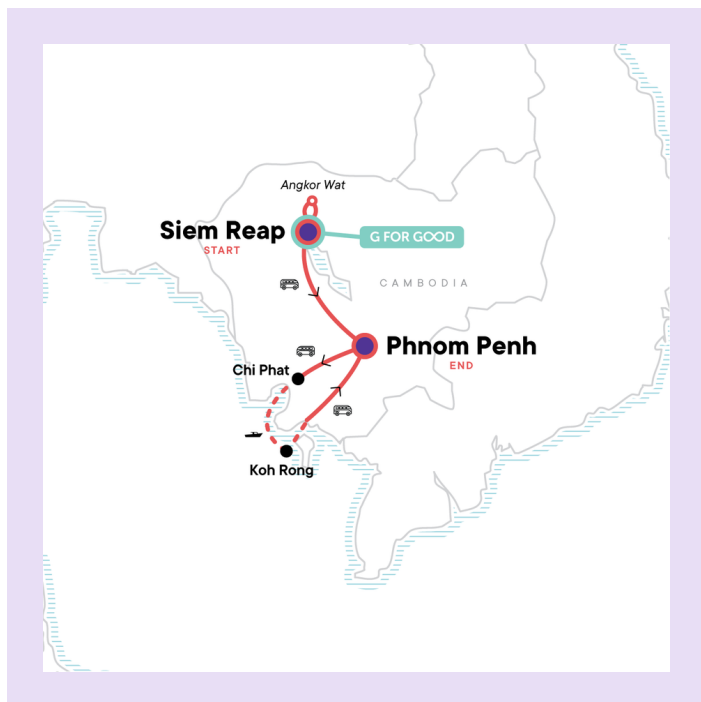 Angkor Wat
Siem Reap
START
G FOR GOOD
CAMBODIA
Phnom Penh
END
Chi Phat
Koh Rong